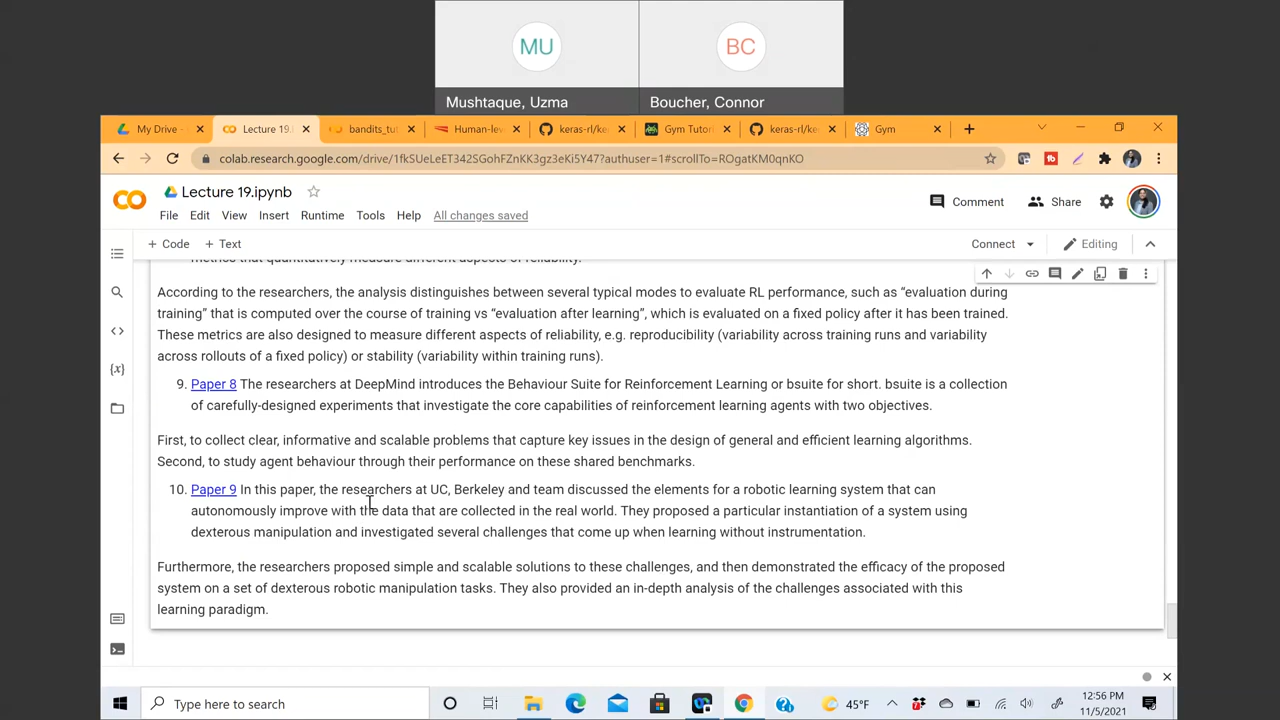 MU
BC
Mushtaque, Uzma
Boucher, Connor
My Drive -
Lecture 19.i
bandits_tut
Human-lev
keras-rl/ke
Gym Tutor
keras-rl/ke
Gym
colab.research.google.com/drive/1fkSUeLeET342SGohFZnKK3gz3eKi5Y47?authuser=1#scrollTo=ROgatKM0qnKO
CO
Lecture 19.ipynb
File Edit View Insert Runtime Tools Help All changes saved
Comment
Share
+ Code + Text
Connect
Editing
metrics that quantitatively measure different aspects of reliability.
According to the researchers, the analysis distinguishes between several typical modes to evaluate RL performance, such as “evaluation during
training” that is computed over the course of training vs “evaluation after learning”, which is evaluated on a fixed policy after it has been trained.
These metrics are also designed to measure different aspects of reliability, e.g. reproducibility (variability across training runs and variability
across rollouts of a fixed policy) or stability (variability within training runs).
9. Paper 8 The researchers at DeepMind introduces the Behaviour Suite for Reinforcement Learning or bsuite for short. bsuite is a collection
of carefully-designed experiments that investigate the core capabilities of reinforcement learning agents with two objectives.
First, to collect clear, informative and scalable problems that capture key issues in the design of general and efficient learning algorithms.
Second, to study agent behaviour through their performance on these shared benchmarks.
10. Paper 9 In this paper, the researchers at UC, Berkeley and team discussed the elements for a robotic learning system that can
autonomously improve with the data that are collected in the real world. They proposed a particular instantiation of a system using
dexterous manipulation and investigated several challenges that come up when learning without instrumentation.
Furthermore, the researchers proposed simple and scalable solutions to these challenges, and then demonstrated the efficacy of the proposed
system on a set of dexterous robotic manipulation tasks. They also provided an in-depth analysis of the challenges associated with this
learning paradigm.
Type here to search
45°F
12:56 PM
11/5/2021